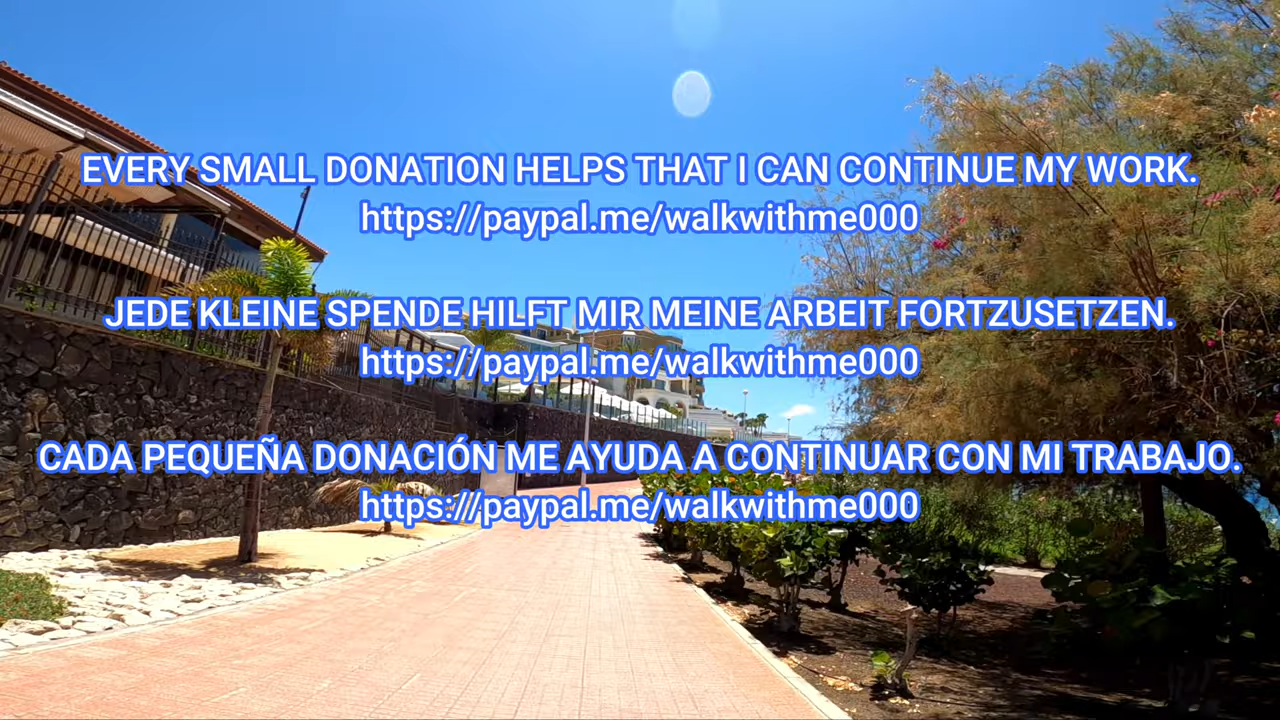 EVERY SMALL DONATION HELPS THAT I CAN CONTINUE MY WORK.
https://paypal.me/walkwithme000
JEDE KLEINE SPENDE HILFT MIR MEINE ARBEIT FORTZUSETZEN.
https://paypal.me/walkwithme000
CADA PEQUEÑA DONACIÓN ME AYUDA A CONTINUAR CON MI TRABAJO.
https://paypal.me/walkwithme000